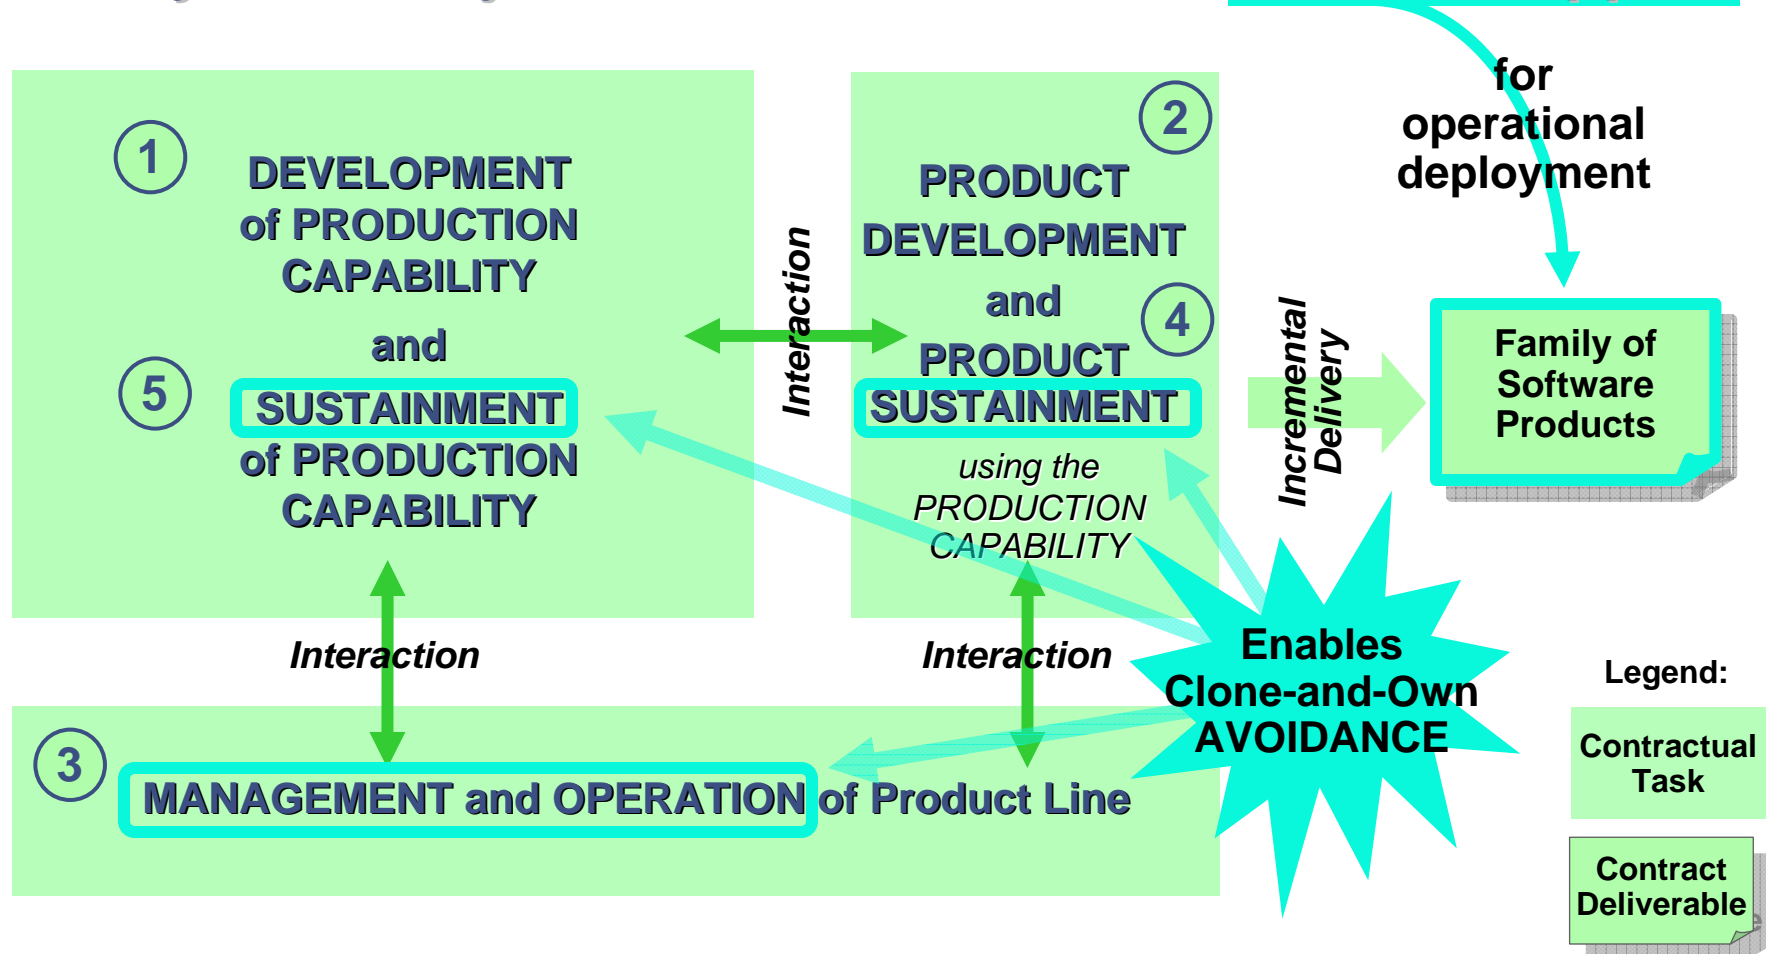 for
operational
deployment
1
DEVELOPMENT
of PRODUCTION
CAPABILITY
and
5
SUSTAINMENT
of PRODUCTION
CAPABILITY
Interaction
2
PRODUCT
DEVELOPMENT
and
4
PRODUCT
SUSTAINMENT
using the
PRODUCTION
CAPABILITY
Incremental
Delivery
Family of
Software
Products
Interaction
Interaction
Enables
Clone-and-Own
AVOIDANCE
3
MANAGEMENT and OPERATION of Product Line
Legend:
Contractual
Task
Contract
Deliverable